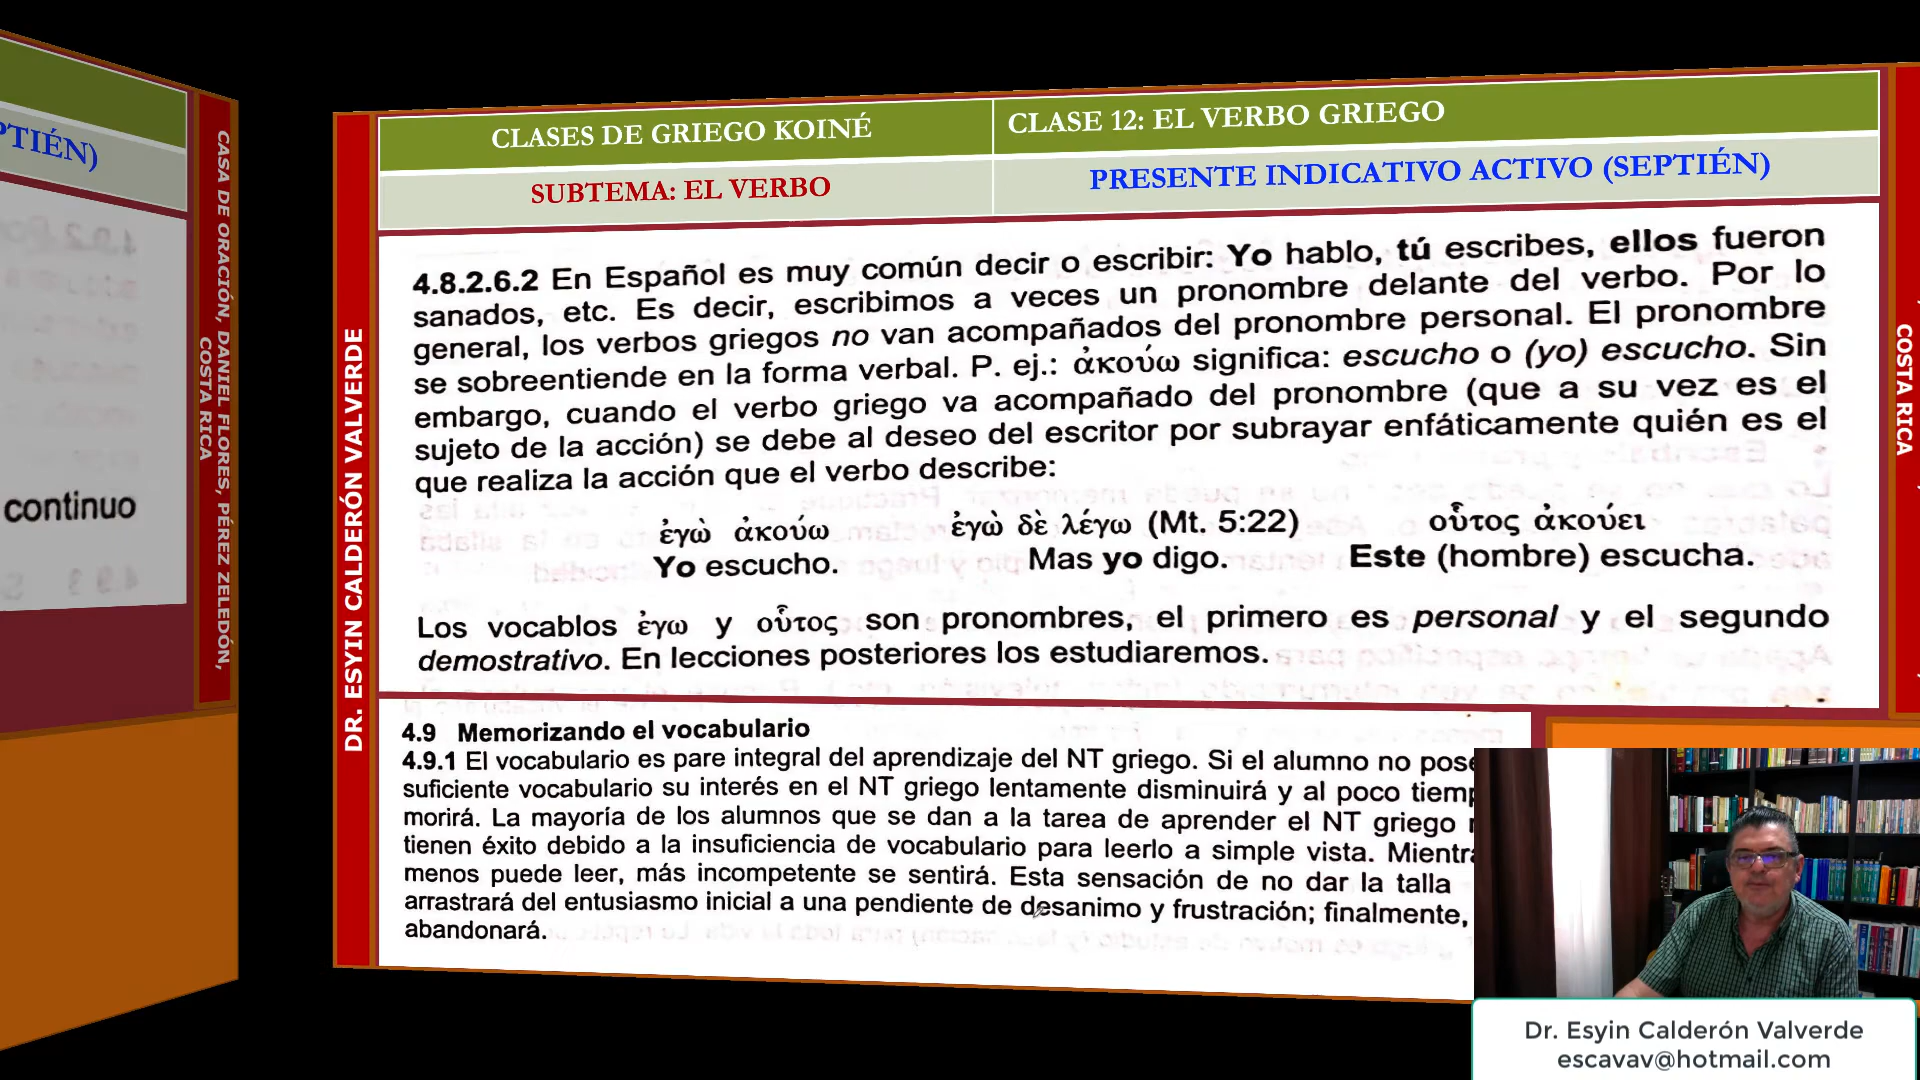 PTIÉN)
continuo
CASA DE ORACIÓN, DANIEL FLORES, PÉREZ ZELEDÓN,
COSTA RICA
DR. ESYIN CALDERÓN VALVERDE
CLASES DE GRIEGO KOINÉ
CLASE 12: EL VERBO GRIEGO
SUBTEMA: EL VERBO
PRESENTE INDICATIVO ACTIVO (SEPTIÉN)
4.8.2.6.2 En Español es muy común decir o escribir: Yo hablo, tú escribes, ellos fueron
sanados, etc. Es decir, escribimos a veces un pronombre delante del verbo. Por lo
general, los verbos griegos no van acompañados del pronombre personal. El pronombre
se sobreentiende en la forma verbal. P. ej.: ἀκούω significa: escucho o (yo) escucho. Sin
embargo, cuando el verbo griego va acompañado del pronombre (que a su vez es el
sujeto de la acción) se debe al deseo del escritor por subrayar enfáticamente quién es el
que realiza la acción que el verbo describe:
ἐγὼ ἀκούω ἐγὼ δὲ λέγω (Mt. 5:22) οὗτος ἀκούει
Yo escucho. Mas yo digo. Este (hombre) escucha.
Los vocablos ἐγω y οὗτος son pronombres, el primero es personal y el segundo
demostrativo. En lecciones posteriores los estudiaremos.
4.9 Memorizando el vocabulario
4.9.1 El vocabulario es pare integral del aprendizaje del NT griego. Si el alumno no pose
suficiente vocabulario su interés en el NT griego lentamente disminuirá y al poco tiemp
morirá. La mayoría de los alumnos que se dan a la tarea de aprender el NT griego
tienen éxito debido a la insuficiencia de vocabulario para leerlo a simple vista. Mientra
menos puede leer, más incompetente se sentirá. Esta sensación de no dar la talla
arrastrará del entusiasmo inicial a una pendiente de desanimo y frustración; finalmente,
abandonará.
COSTA RICA
Dr. Esyin Calderón Valverde
escavav@hotmail.com